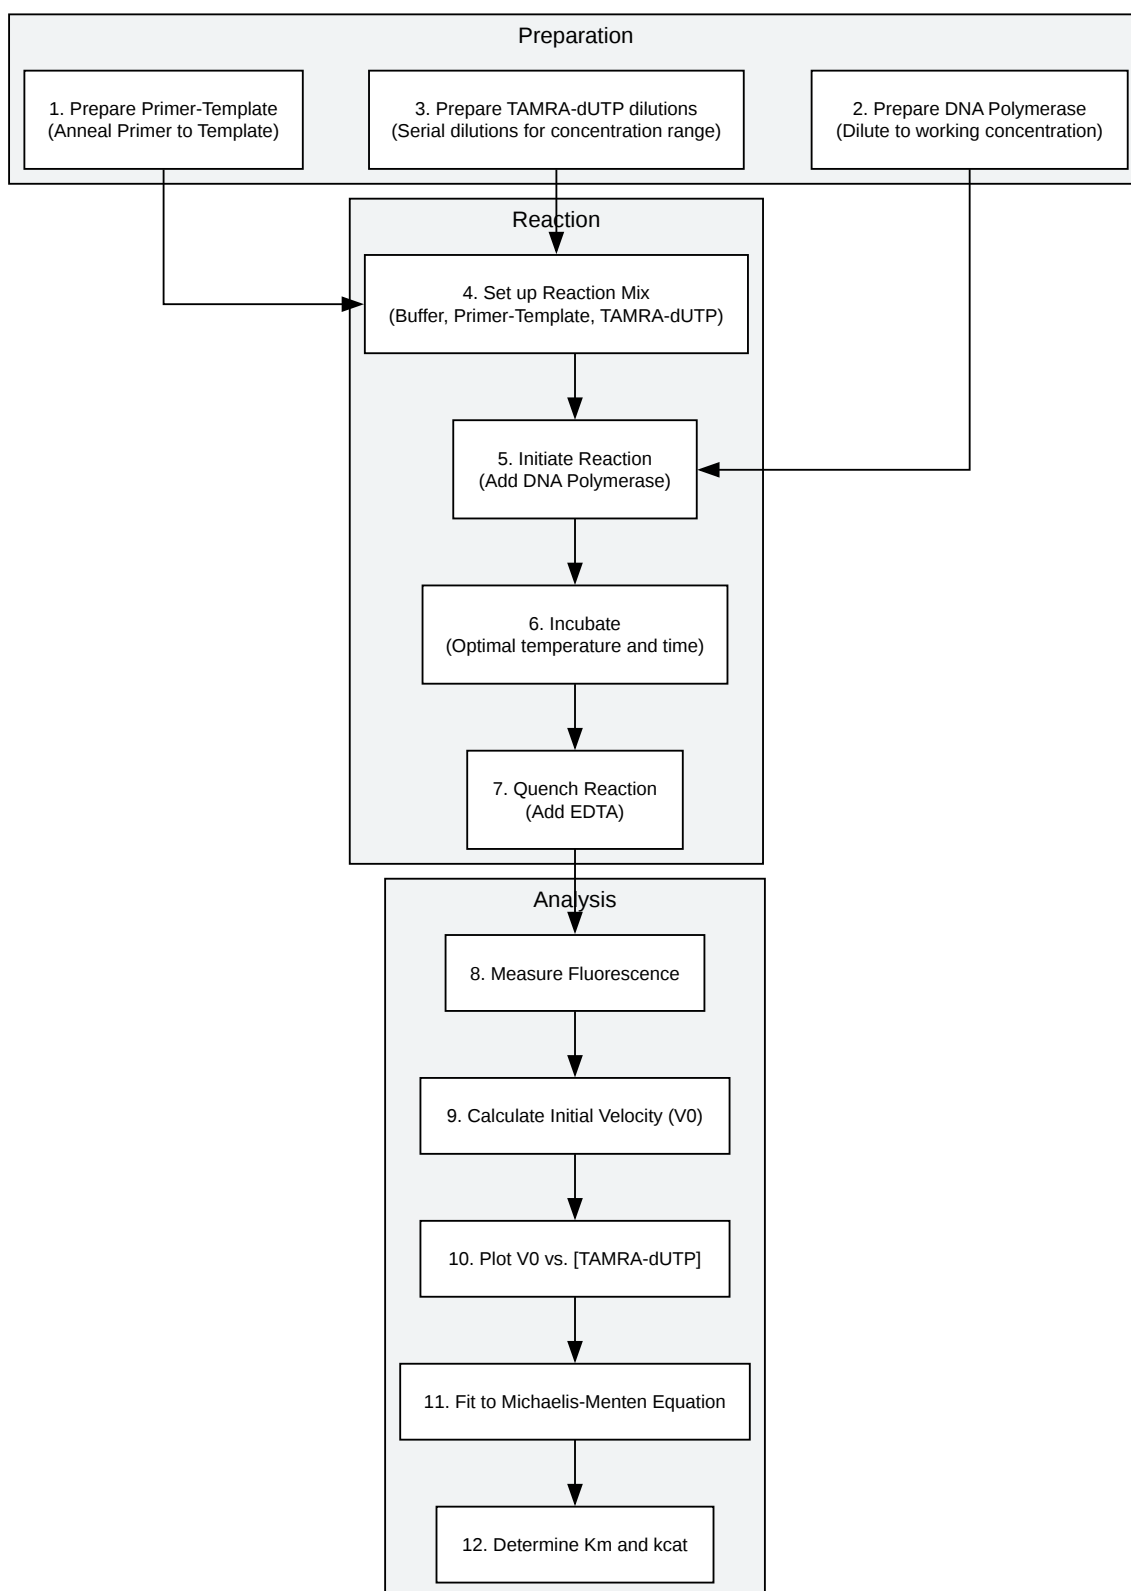 Preparation
1. Prepare Primer-Template
(Anneal Primer to Template)
3. Prepare TAMRA-dUTP dilutions
(Serial dilutions for concentration range)
2. Prepare DNA Polymerase
(Dilute to working concentration)
Reaction
4. Set up Reaction Mix
(Buffer, Primer-Template, TAMRA-dUTP)
5. Initiate Reaction
(Add DNA Polymerase)
6. Incubate
(Optimal temperature and time)
7. Quench Reaction
(Add EDTA)
Analysis
8. Measure Fluorescence
9. Calculate Initial Velocity (V0)
10. Plot V0 vs. [TAMRA-dUTP]
11. Fit to Michaelis-Menten Equation
12. Determine Km and kcat